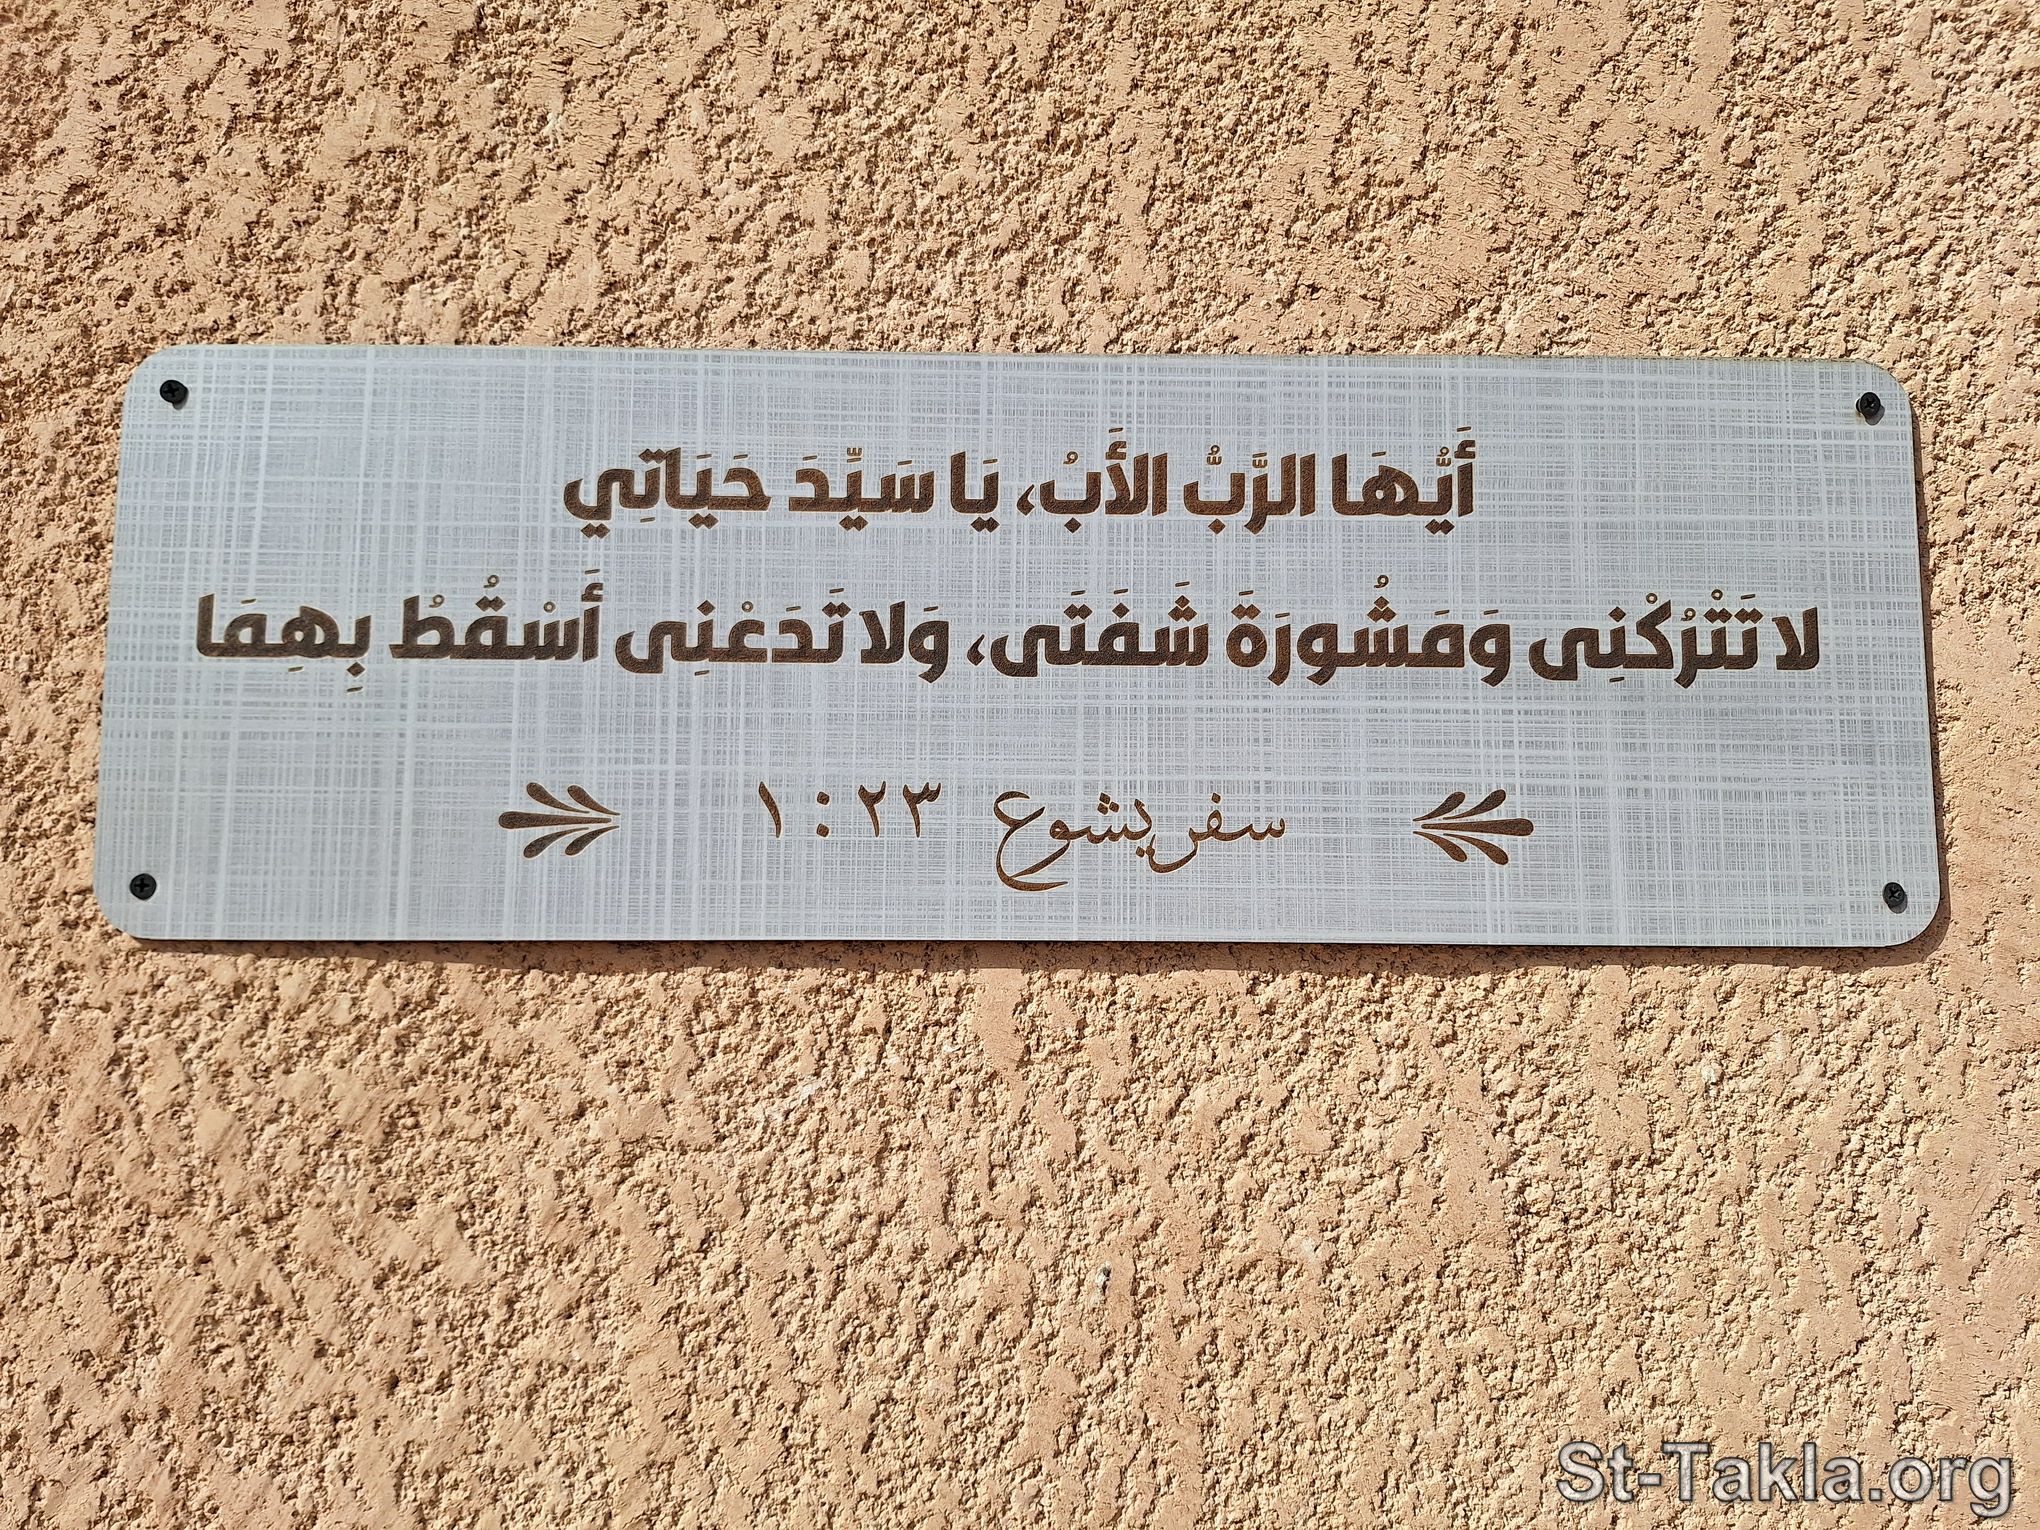 أَيُّهَا الرَّبُّ الأَبُ، يَا سَيِّدَ حَيَاتِي
لا تَتْرُكْنِى وَمَشُورَةَ شَفَتَى، وَلا تَدَعْنِى أَسْقُطُ بِهِمَا
سفر يشوع ٢٣ : ١
St-Takla.org